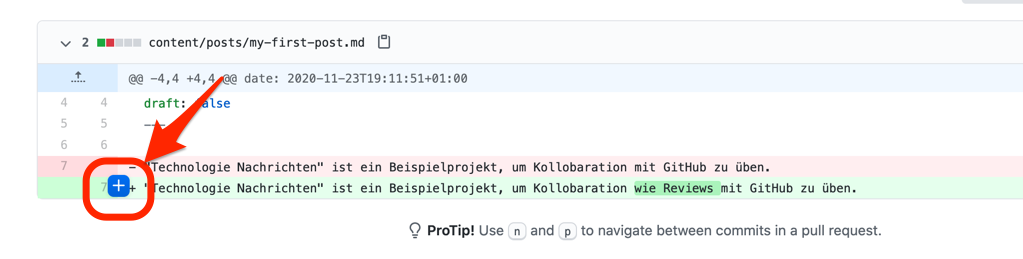 2 content/posts/my-first-post.md
@@ -4,4 +4,4 @@ date: 2020-11-23T19:11:51+01:00
4 4 draft: false
5 5 ---
6 6
7 - "Technologie Nachrichten" ist ein Beispielprojekt, um Kollobaration mit GitHub zu üben.
7 + "Technologie Nachrichten" ist ein Beispielprojekt, um Kollobaration wie Reviews mit GitHub zu üben.
ProTip! Use n and p to navigate between commits in a pull request.